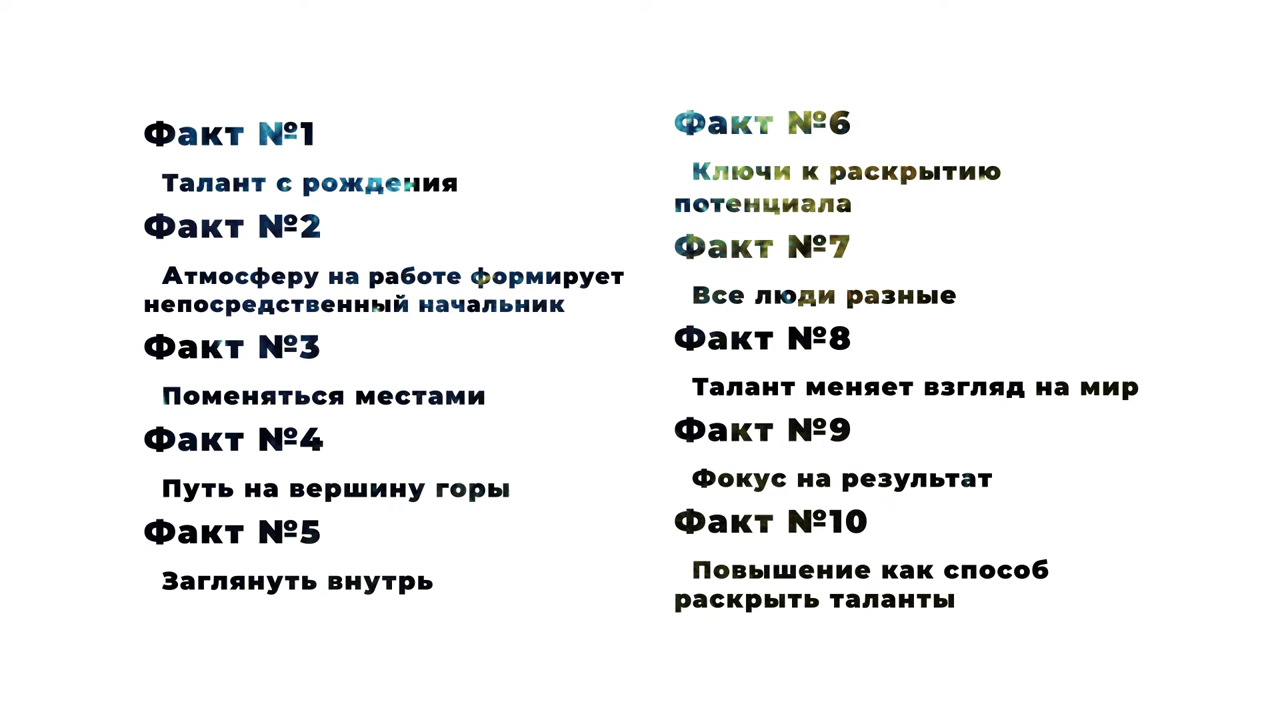 Факт №1
Талант с рождения
Факт №2
Атмосферу на работе формирует
непосредственный начальник
Факт №3
Поменяться местами
Факт №4
Путь на вершину горы
Факт №5
Заглянуть внутрь
Факт №6
Ключи к раскрытию
потенциала
Факт №7
Все люди разные
Факт №8
Талант меняет взгляд на мир
Факт №9
Фокус на результат
Факт №10
Повышение как способ
раскрыть таланты